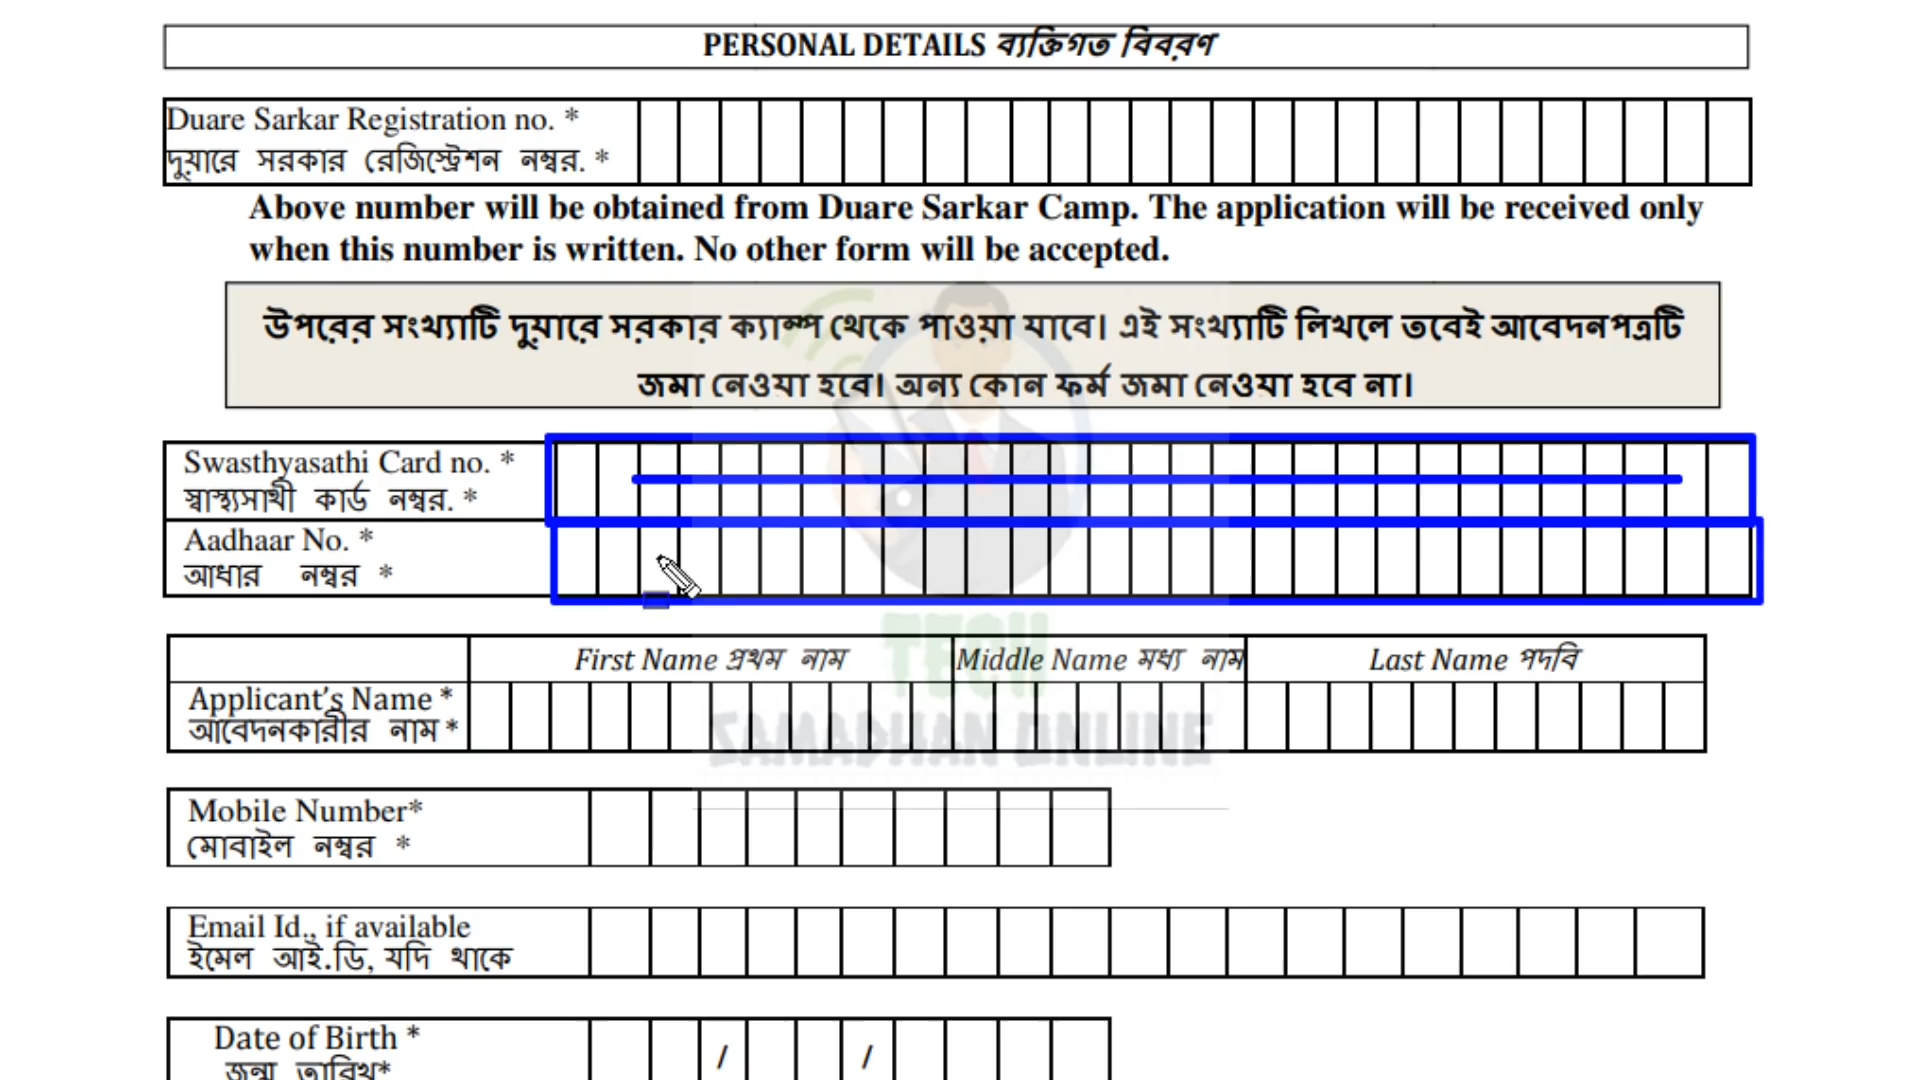 PERSONAL DETAILS ব্যক্তিগত বিবরণ
Duare Sarkar Registration no. *
দুয়ারে সরকার রেজিস্ট্রেশন নম্বর. *
Above number will be obtained from Duare Sarkar Camp. The application will be received only
when this number is written. No other form will be accepted.
উপরের সংখ্যাটি দুয়ারে সরকার ক্যাম্প থেকে পাওয়া যাবে। এই সংখ্যাটি লিখলে তবেই আবেদনপত্রটি
জমা নেওয়া হবে। অন্য কোন ফর্ম জমা নেওয়া হবে না।
Swasthyasathi Card no. *
স্বাস্থ্যসাথী কার্ড নম্বর. *
Aadhaar No. *
আধার নম্বর *
First Name প্রথম নাম Middle Name মধ্য নাম Last Name পদবি
Applicant's Name *
আবেদনকারীর নাম *
TECH
SAMADHAN ONLINE
Mobile Number*
মোবাইল নম্বর *
Email Id., if available
ইমেল আই.ডি, যদি থাকে
Date of Birth * / /
জন্ম তারিখ*